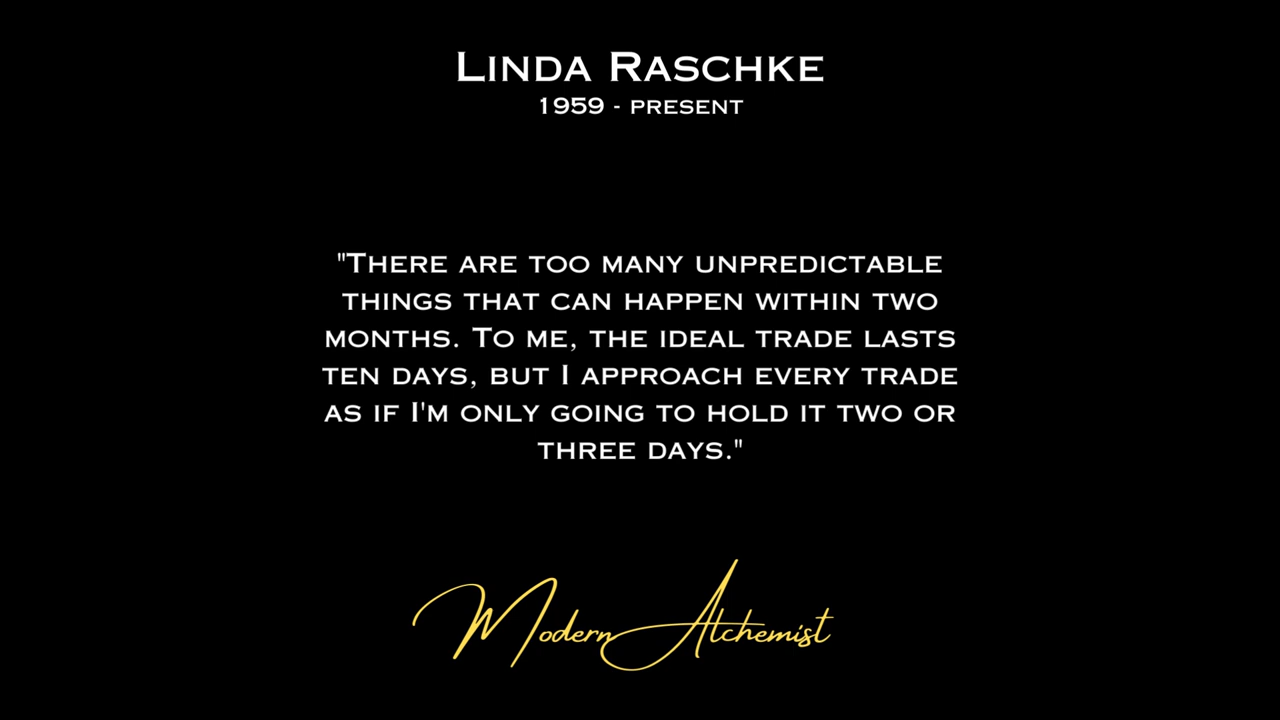 Linda Raschke
1959 - present
"There are too many unpredictable
things that can happen within two
months. To me, the ideal trade lasts
ten days, but I approach every trade
as if I'm only going to hold it two or
three days."
Modern Alchemist